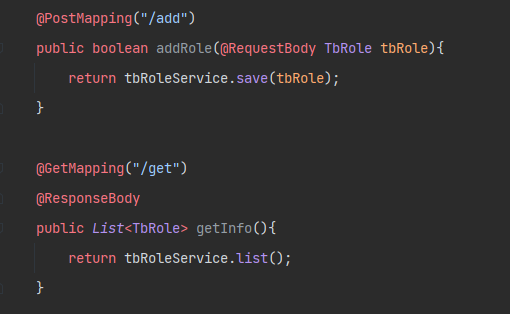 @PostMapping("/add")
public boolean addRole(@RequestBody TbRole tbRole){
return tbRoleService.save(tbRole);
}
@GetMapping("/get")
@ResponseBody
public List<TbRole> getInfo(){
return tbRoleService.list();
}